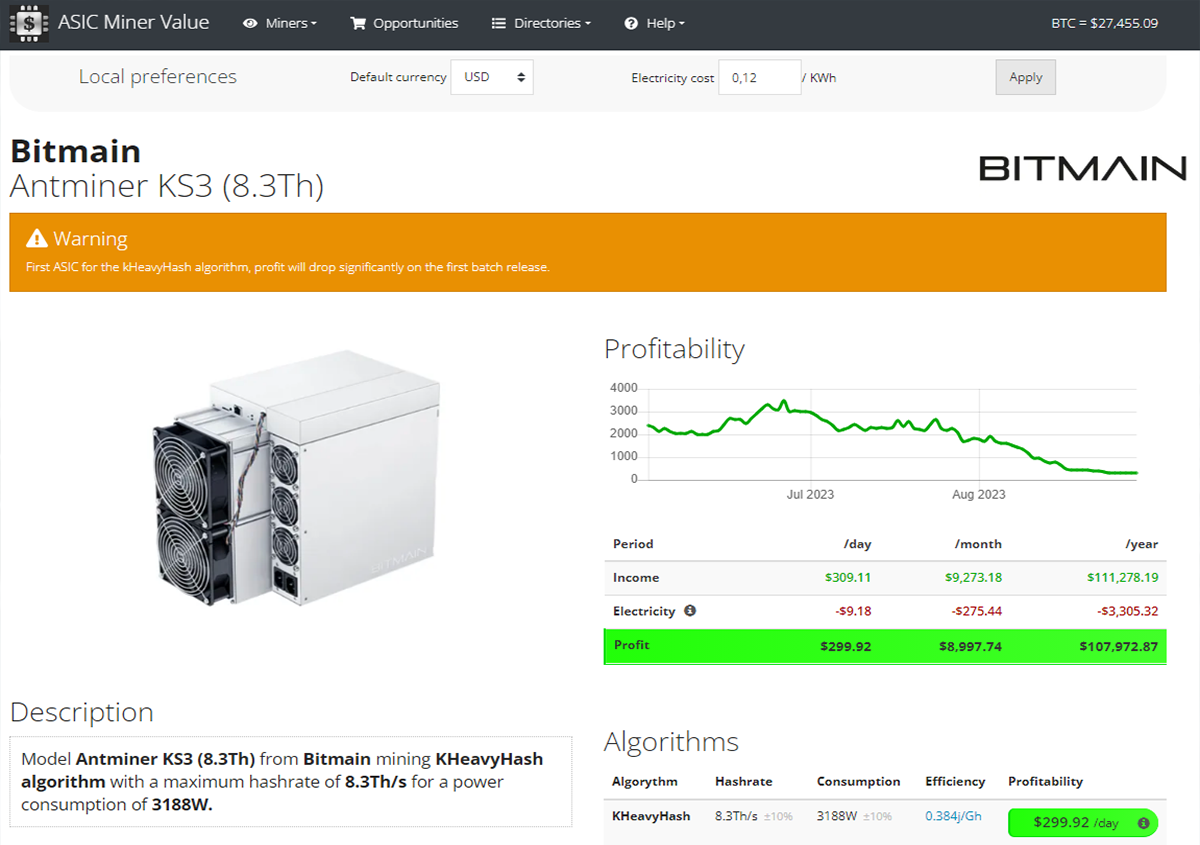 $ ASIC Miner Value Miners Opportunities Directories Help BTC = $27,455.09
Local preferences Default currency USD Electricity cost 0,12 / KWh Apply
Bitmain
Antminer KS3 (8.3Th)
BITMAIN
Warning
First ASIC for the kHeavyHash algorithm, profit will drop significantly on the first batch release.
BITMAIN
Profitability
4000
3000
2000
1000
0
Jul 2023 Aug 2023
Period /day /month /year
Income $309.11 $9,273.18 $111,278.19
Electricity -$9.18 -$275.44 -$3,305.32
Profit $299.92 $8,997.74 $107,972.87
Description
Model Antminer KS3 (8.3Th) from Bitmain mining KHeavyHash
algorithm with a maximum hashrate of 8.3Th/s for a power
consumption of 3188W.
Algorithms
Algorythm Hashrate Consumption Efficiency Profitability
KHeavyHash 8.3Th/s ±10% 3188W ±10% 0.384j/Gh $299.92 /day